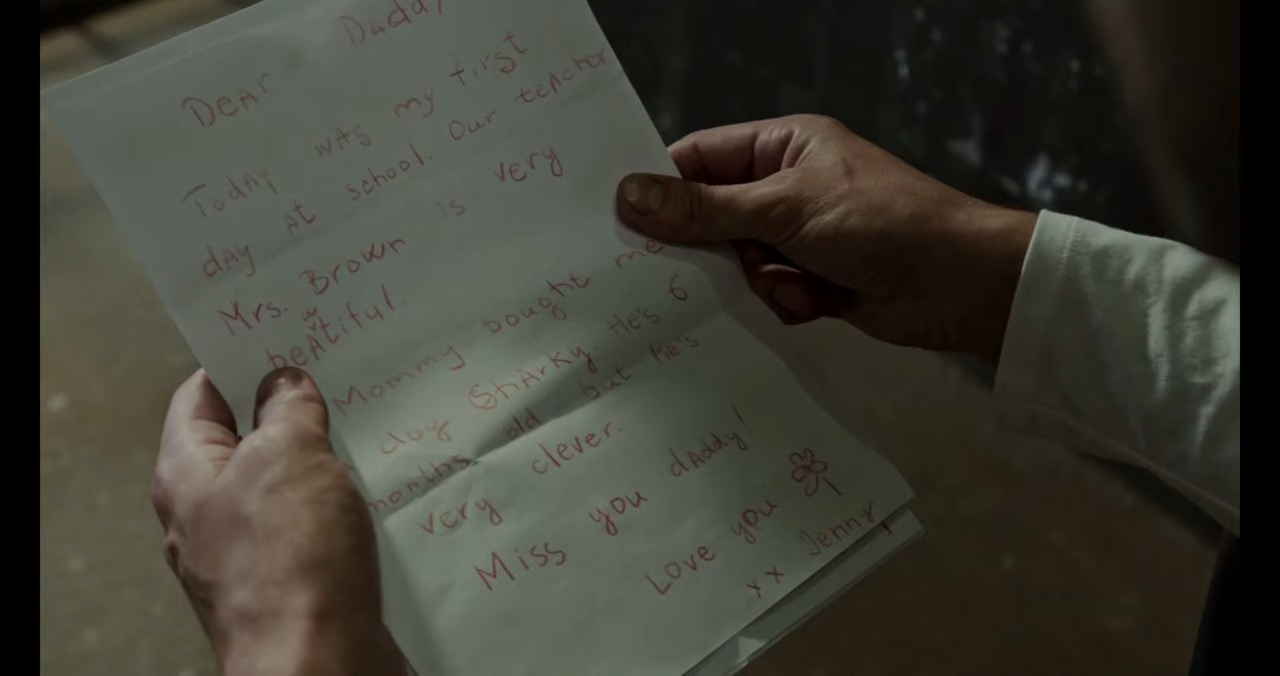 Dear Daddy
Today was my first
day at school. Our teacher
Mrs. Brown is very
beautiful.
Mommy bought me
dog Sharky. He's 6
months old but he's
very clever.
Miss you daddy!
Love you
xx Jenny